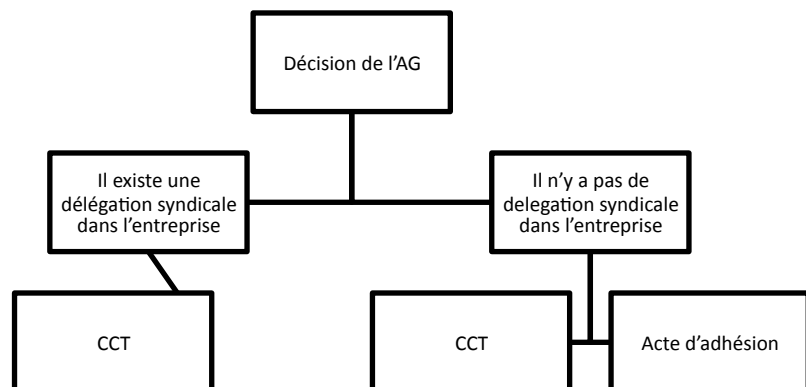 Décision de l'AG
Il existe une
délégation syndicale
dans l'entreprise
Il n'y a pas de
delegation syndicale
dans l'entreprise
CCT
CCT
Acte d'adhésion